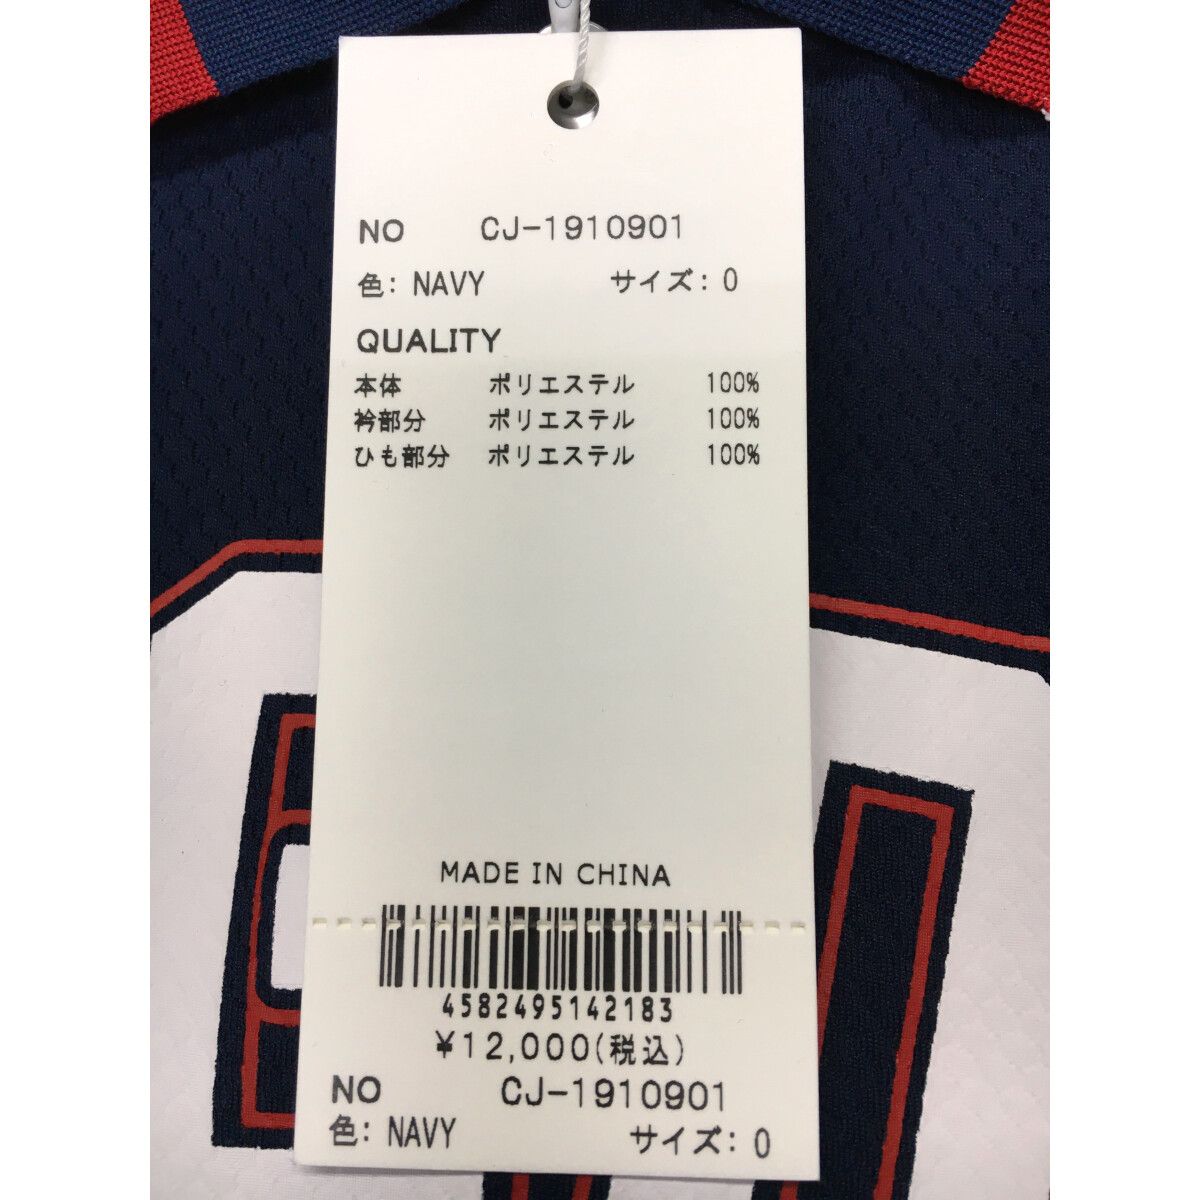 NO CJ-1910901
色: NAVY サイズ: 0
QUALITY
本体 ポリエステル 100%
衿部分 ポリエステル 100%
ひも部分 ポリエステル 100%
MADE IN CHINA
4582495142183
¥12,000(税込)
NO CJ-1910901
色: NAVY サイズ: 0